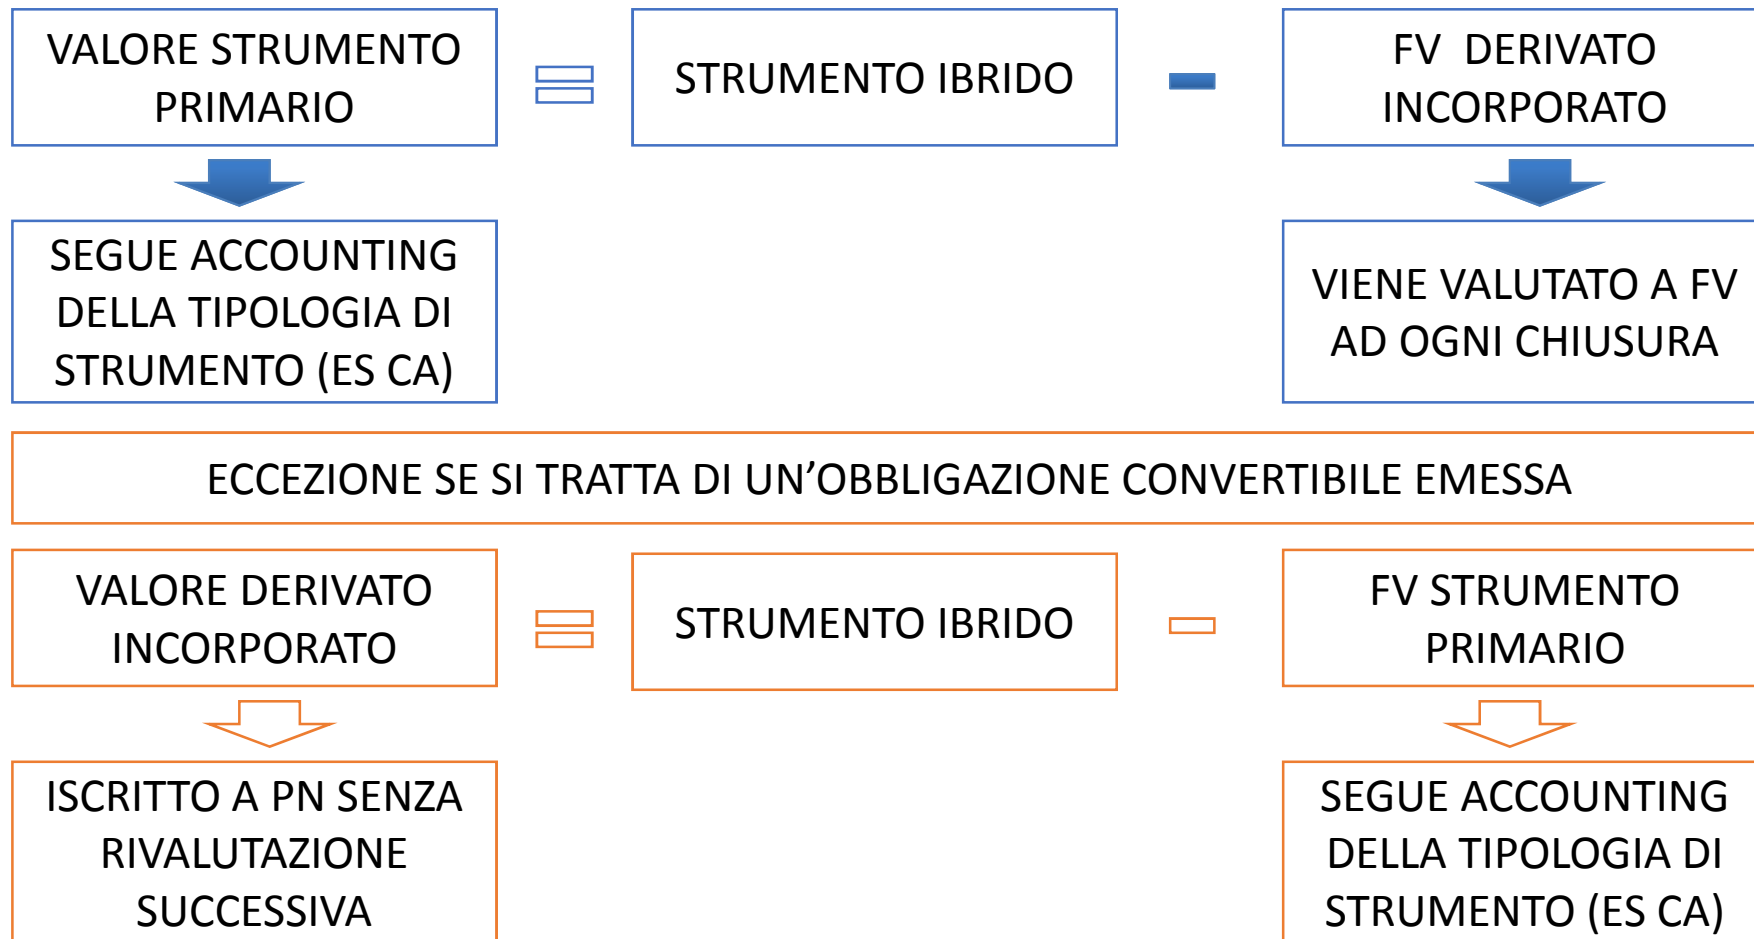 VALORE STRUMENTO
PRIMARIO
STRUMENTO IBRIDO
FV DERIVATO
INCORPORATO
SEGUE ACCOUNTING
DELLA TIPOLOGIA DI
STRUMENTO (ES CA)
VIENE VALUTATO A FV
AD OGNI CHIUSURA
ECCEZIONE SE SI TRATTA DI UN’OBBLIGAZIONE CONVERTIBILE EMESSA
VALORE DERIVATO
INCORPORATO
STRUMENTO IBRIDO
FV STRUMENTO
PRIMARIO
ISCRITTO A PN SENZA
RIVALUTAZIONE
SUCCESSIVA
SEGUE ACCOUNTING
DELLA TIPOLOGIA DI
STRUMENTO (ES CA)